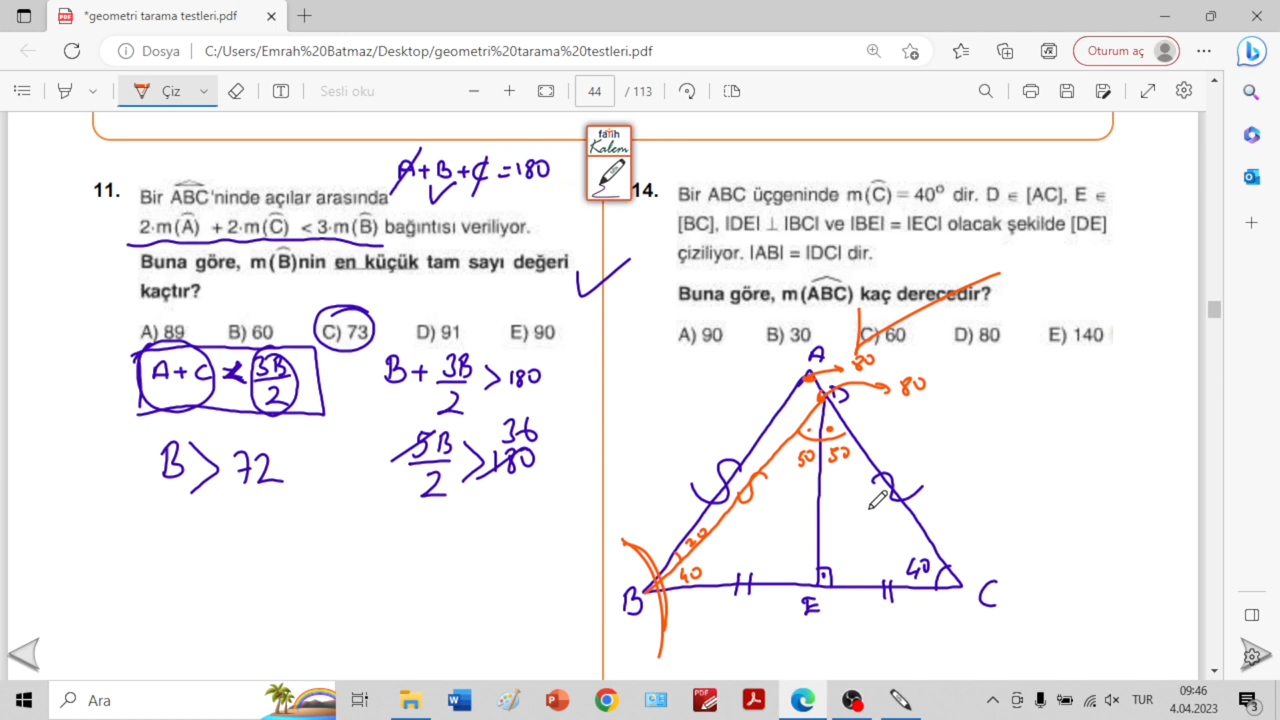 *geometri tarama testleri.pdf
Dosya
C:/Users/Emrah%20Batmaz/Desktop/geometri%20tarama%20testleri.pdf
Oturum aç
Çiz
Sesli oku
44
/ 113
fatih
Kalem
A+B+C=180
11.
Bir ABC'ninde açılar arasında
2·m(A) + 2·m(C) < 3·m(B) bağıntısı veriliyor.
Buna göre, m(B)nin en küçük tam sayı değeri
kaçtır?
A) 89 B) 60 C) 73 D) 91 E) 90
A+C < 3B/2
B + 3B/2 > 180
5B/2 > 180
36
B > 72
14.
Bir ABC üçgeninde m(C) = 40° dir. D ∈ [AC], E ∈
[BC], |DE| ⊥ |BC| ve |BE| = |EC| olacak şekilde [DE]
çiziliyor. |AB| = |DC| dir.
Buna göre, m(ABC) kaç derecedir?
A) 90 B) 30 C) 60 D) 80 E) 140
A
80
D
80
50 50
20
40
40
B
E
C
Ara
PDF
TUR
09:46
4.04.2023
3